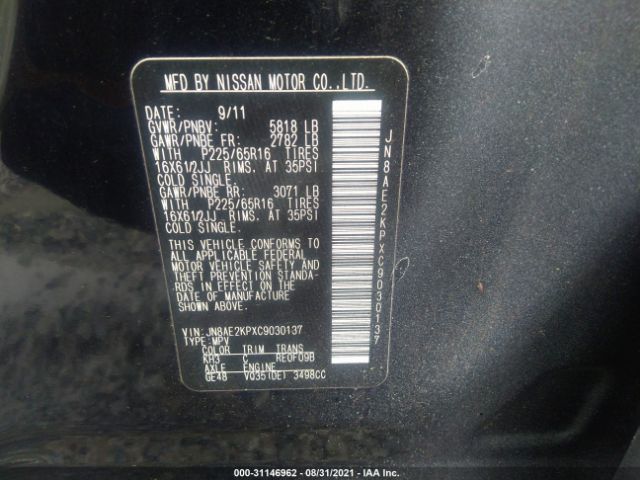 MFD BY NISSAN MOTOR CO.,LTD.
DATE: 9/11
GVWR/PNBV: 5818 LB
GAWR/PNBE FR: 2782 LB
WITH P225/65R16 TIRES
16X61/2JJ RIMS. AT 35PSI
COLD SINGLE.
GAWR/PNBE RR: 3071 LB
WITH P225/65R16 TIRES
16X61/2JJ RIMS. AT 35PSI
COLD SINGLE.
THIS VEHICLE CONFORMS TO
ALL APPLICABLE FEDERAL
MOTOR VEHICLE SAFETY AND
THEFT PREVENTION STANDA-
RDS IN EFFECT ON THE
DATE OF MANUFACTURE
SHOWN ABOVE.
VIN: JN8AE2KPXC9030137
TYPE: MPV
COLOR TRIM TRANS
KH3 C RE0F09B
AXLE ENGINE
GE48 VQ35(DE) 3498CC
JN8AE2KPXC9030137
000-31146962 - 08/31/2021 - IAA Inc.